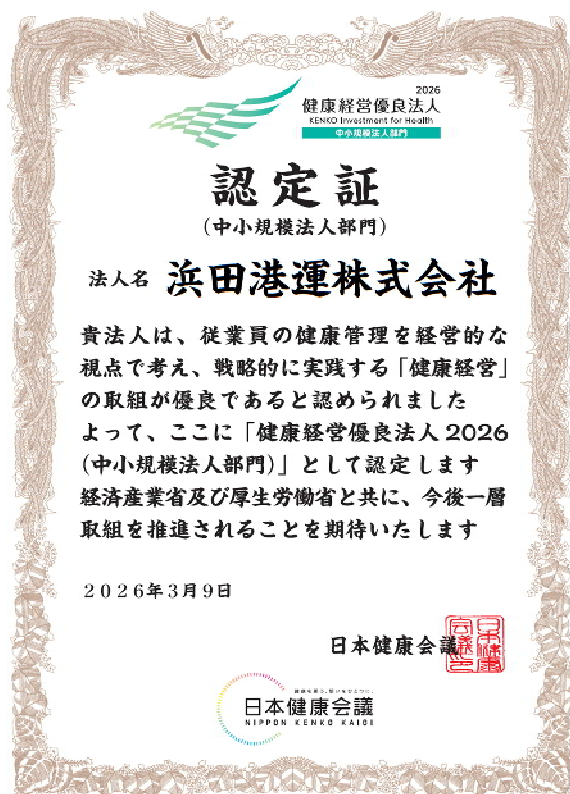 2026
健康経営優良法人
KENKO Investment for Health
中小規模法人部門
認定証
(中小規模法人部門)
法人名 浜田港運株式会社
貴法人は、従業員の健康管理を経営的な
視点で考え、戦略的に実践する「健康経営」
の取組が優良であると認められました
よって、ここに「健康経営優良法人2026
(中小規模法人部門)」として認定します
経済産業省及び厚生労働省と共に、今後一層
取組を推進されることを期待いたします
2026年3月9日
日本健康会議
日本健康会議
NIPPON KENKO KAIGI